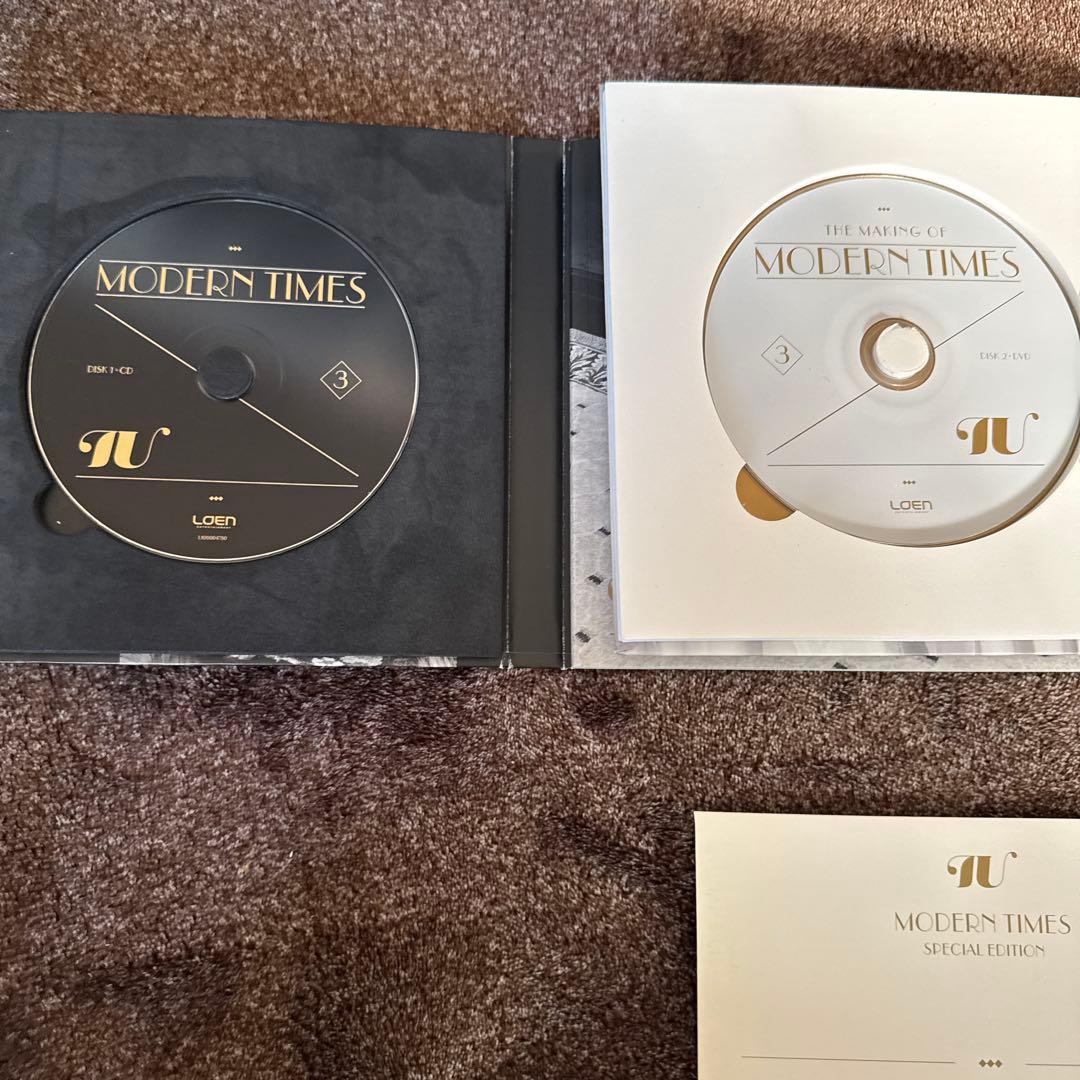 MODERN TIMES
DISK 1 - CD
3
IU
LOEN
THE MAKING OF
MODERN TIMES
3
DISK 2 - DVD
IU
LOEN
IU
MODERN TIMES
SPECIAL EDITION